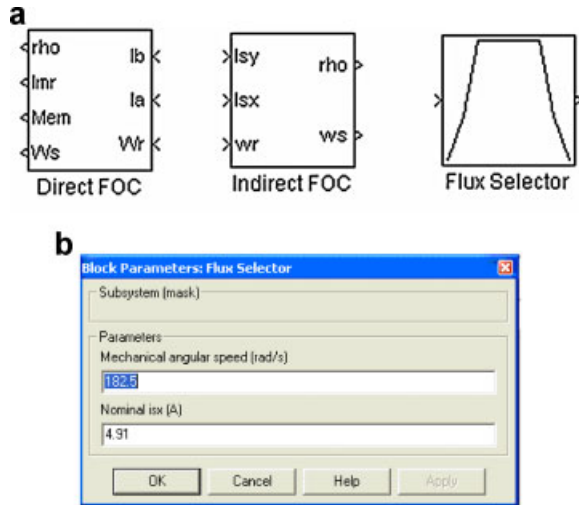 a
rho
Imr
Mem
Ws
Ib
Ia
Wr
Direct FOC
Isy
Isx
wr
rho
ws
Indirect FOC
Flux Selector
b
Block Parameters: Flux Selector
Subsystem (mask)
Parameters
Mechanical angular speed (rad/s)
182.5
Nominal isx (A)
4.91
OK Cancel Help Apply